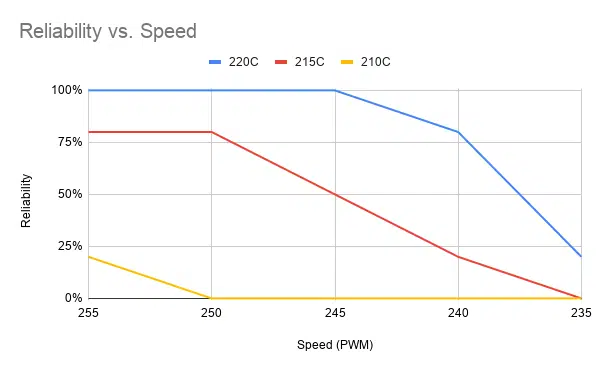 Reliability vs. Speed
220C 215C 210C
100%
75%
50%
25%
0%
Reliability
255 250 245 240 235
Speed (PWM)